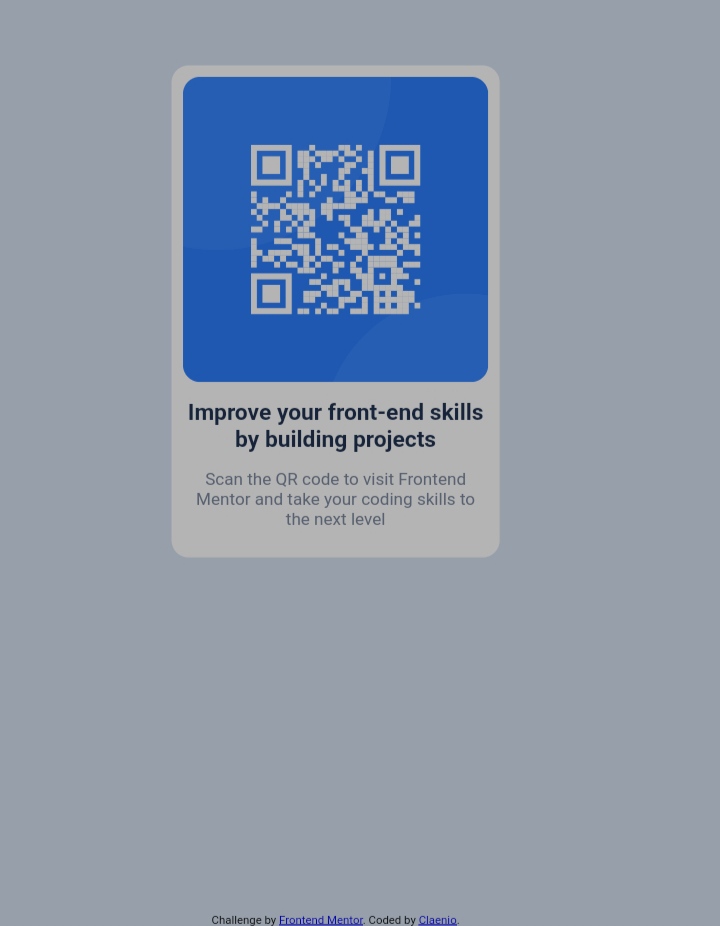 Improve your front-end skills
by building projects
Scan the QR code to visit Frontend
Mentor and take your coding skills to
the next level
Challenge by Frontend Mentor. Coded by Claenio.